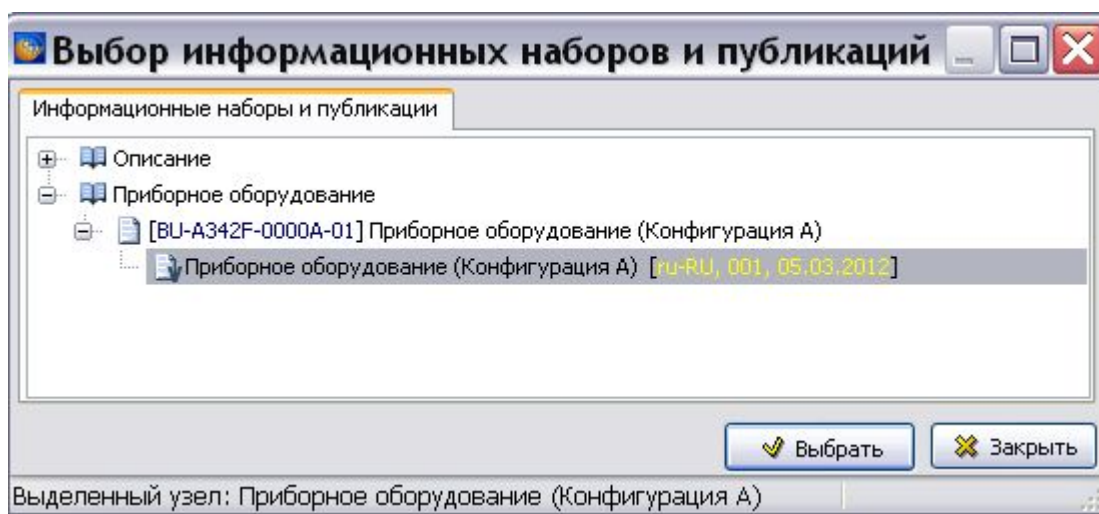 Выбор информационных наборов и публикаций
Информационные наборы и публикации
Описание
Приборное оборудование
[BU-A342F-0000A-01] Приборное оборудование (Конфигурация А)
Приборное оборудование (Конфигурация А) [ru-RU, 001, 05.03.2012]
Выбрать
Закрыть
Выделенный узел: Приборное оборудование (Конфигурация А)